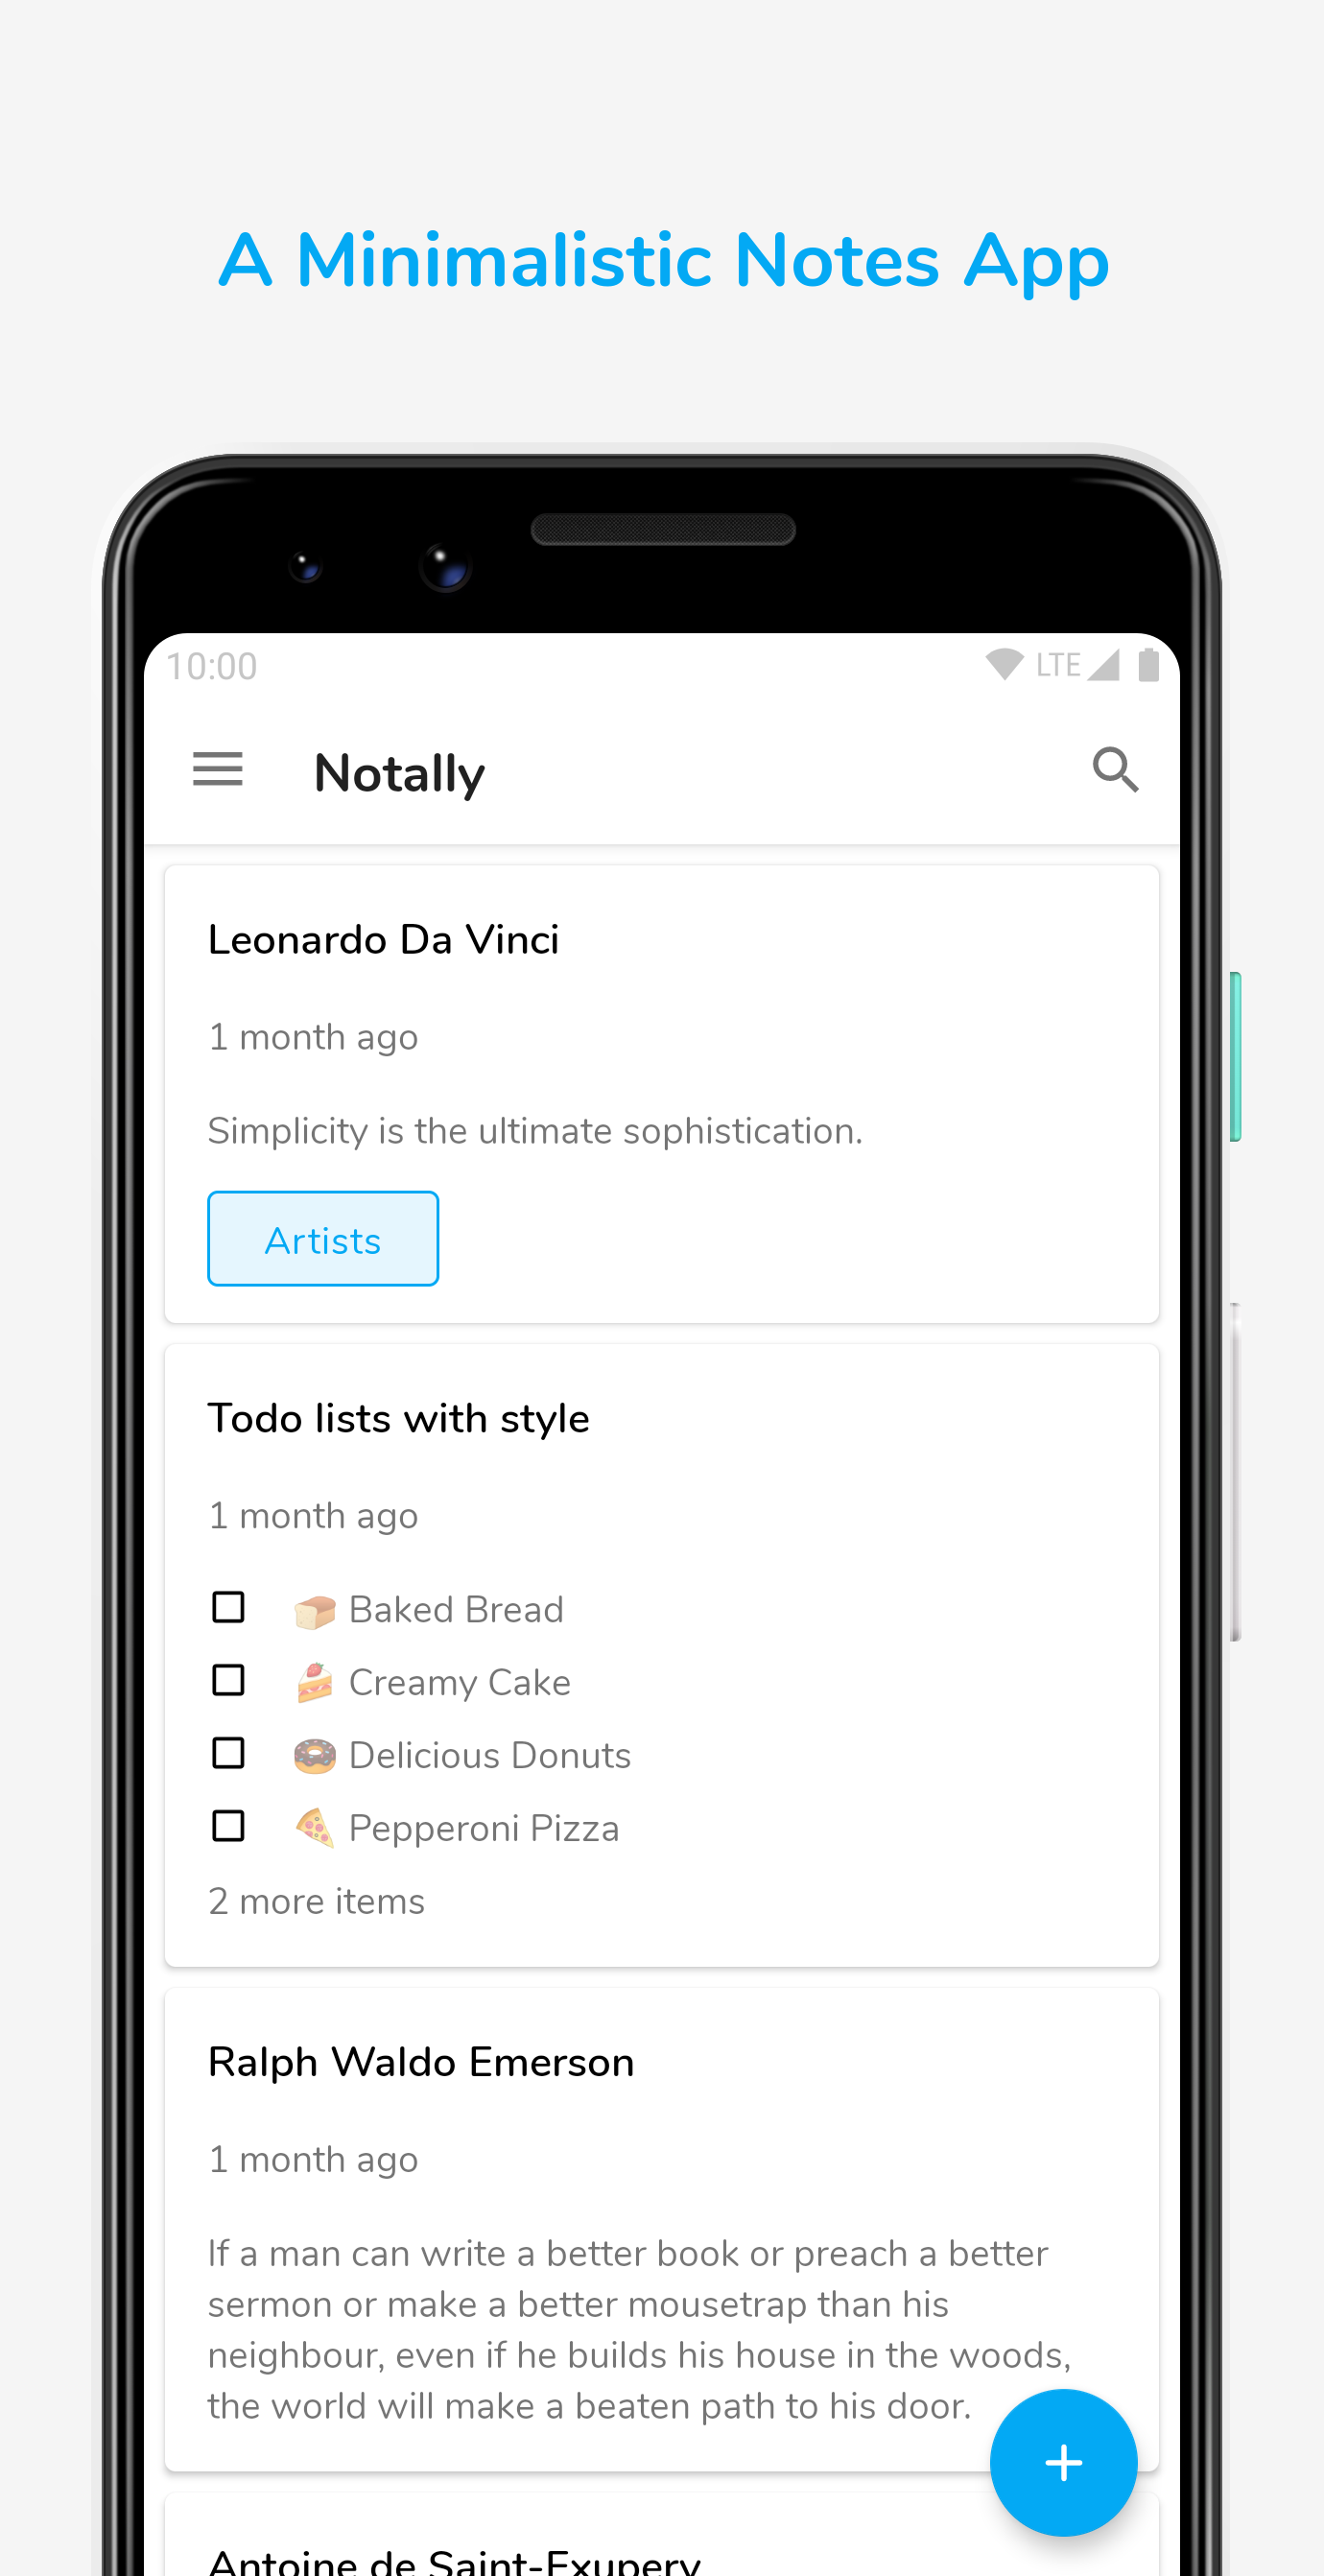 A Minimalistic Notes App
10:00
LTE
Notally
Leonardo Da Vinci
1 month ago
Simplicity is the ultimate sophistication.
Artists
Todo lists with style
1 month ago
🍞 Baked Bread
🍰 Creamy Cake
🍩 Delicious Donuts
🍕 Pepperoni Pizza
2 more items
Ralph Waldo Emerson
1 month ago
If a man can write a better book or preach a better
sermon or make a better mousetrap than his
neighbour, even if he builds his house in the woods,
the world will make a beaten path to his door.
Antoine de Saint-Exupery